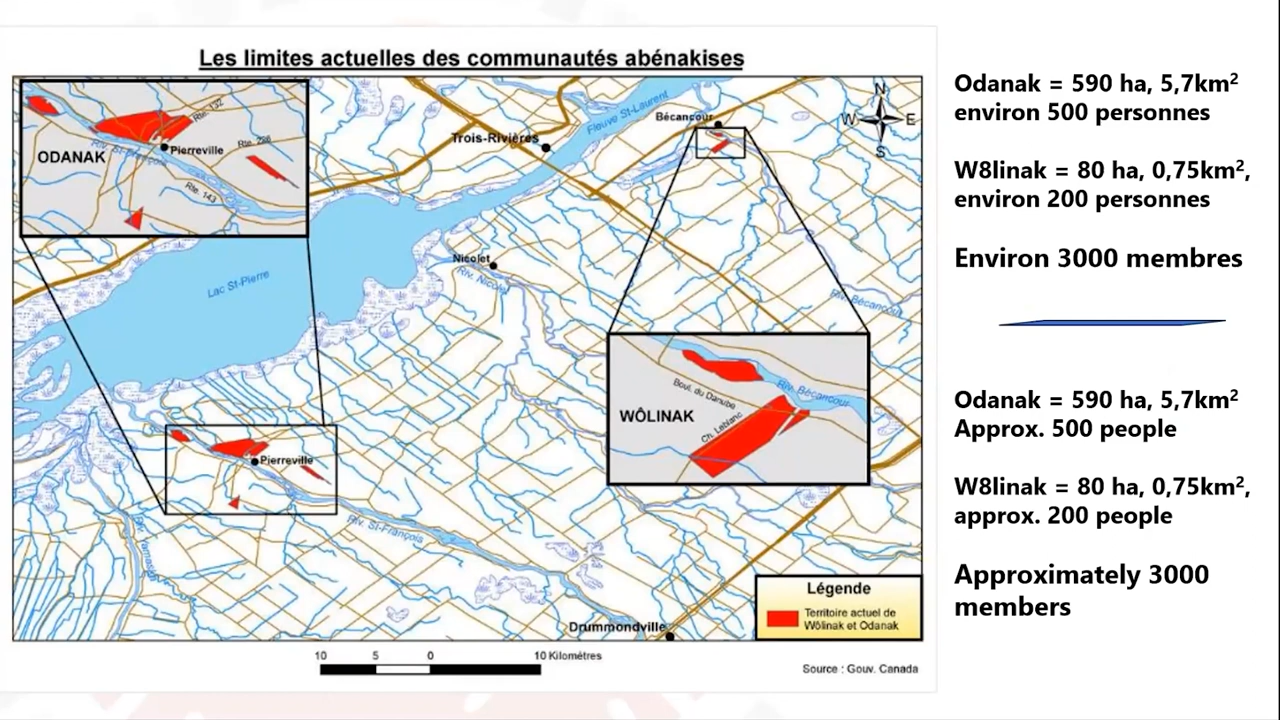 Les limites actuelles des communautés abénakises
ODANAK
Rte. 132
Riv. St-François
Pierreville
Rte. 226
Rte. 143
Trois-Rivières
Fleuve St-Laurent
Bécancour
N
W
E
S
Lac St-Pierre
Nicolet
Riv. Nicolet
Riv. Bécancour
WÔLINAK
Boul. du Danube
Riv. Bécancour
Ch. Leblanc
Pierreville
Riv. St-François
Drummondville
Légende
Territoire actuel de
Wôlinak et Odanak
10 5 0 10 Kilométres
Source : Gouv. Canada
Odanak = 590 ha, 5,7km²
environ 500 personnes
W8linak = 80 ha, 0,75km²,
environ 200 personnes
Environ 3000 membres
Odanak = 590 ha, 5,7km²
Approx. 500 people
W8linak = 80 ha, 0,75km²,
approx. 200 people
Approximately 3000
members